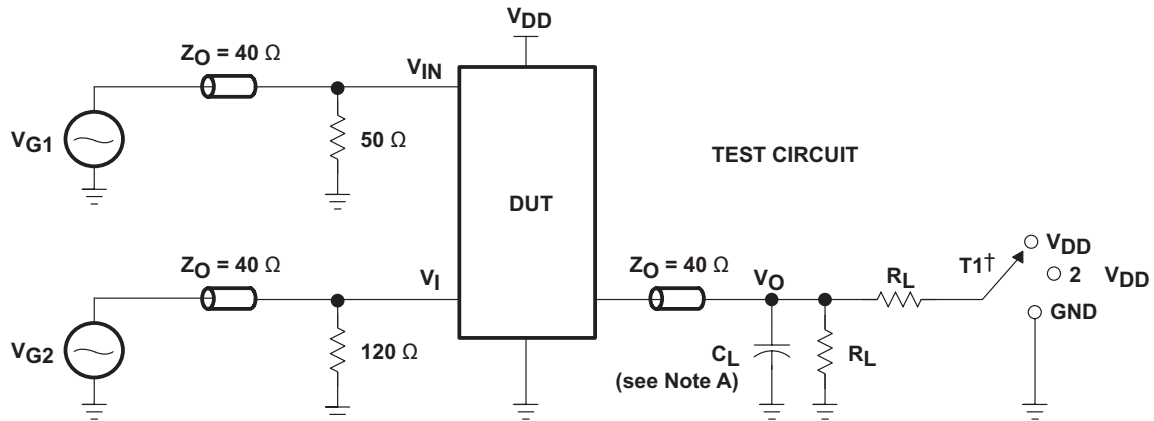 VDD
ZO = 40 Ω
VIN
VG1
50 Ω
TEST CIRCUIT
DUT
ZO = 40 Ω
VI
ZO = 40 Ω
VO
RL
T1†
VDD
2 VDD
GND
VG2
120 Ω
CL
(see Note A)
RL